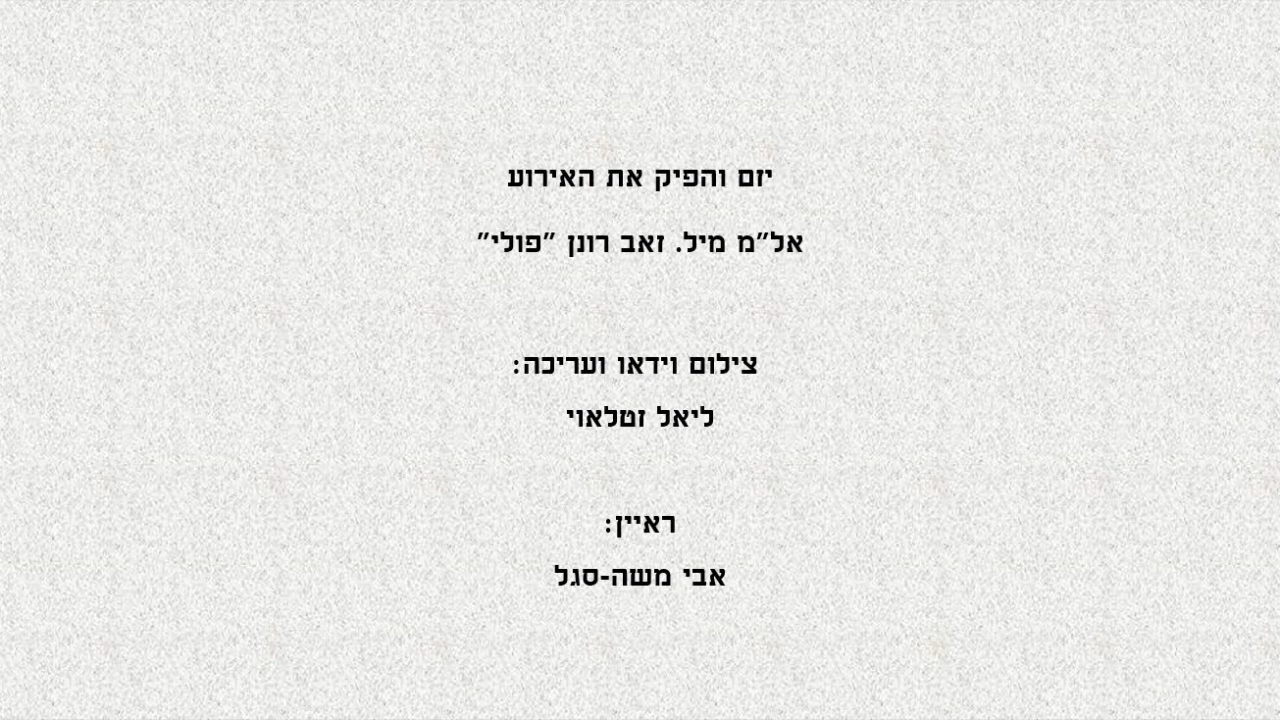 יזם והפיק את האירוע
אל"מ מיל. זאב רונן "פולי"
צילום וידאו ועריכה:
ליאל זטלאוי
ראיין:
אבי משה-סגל